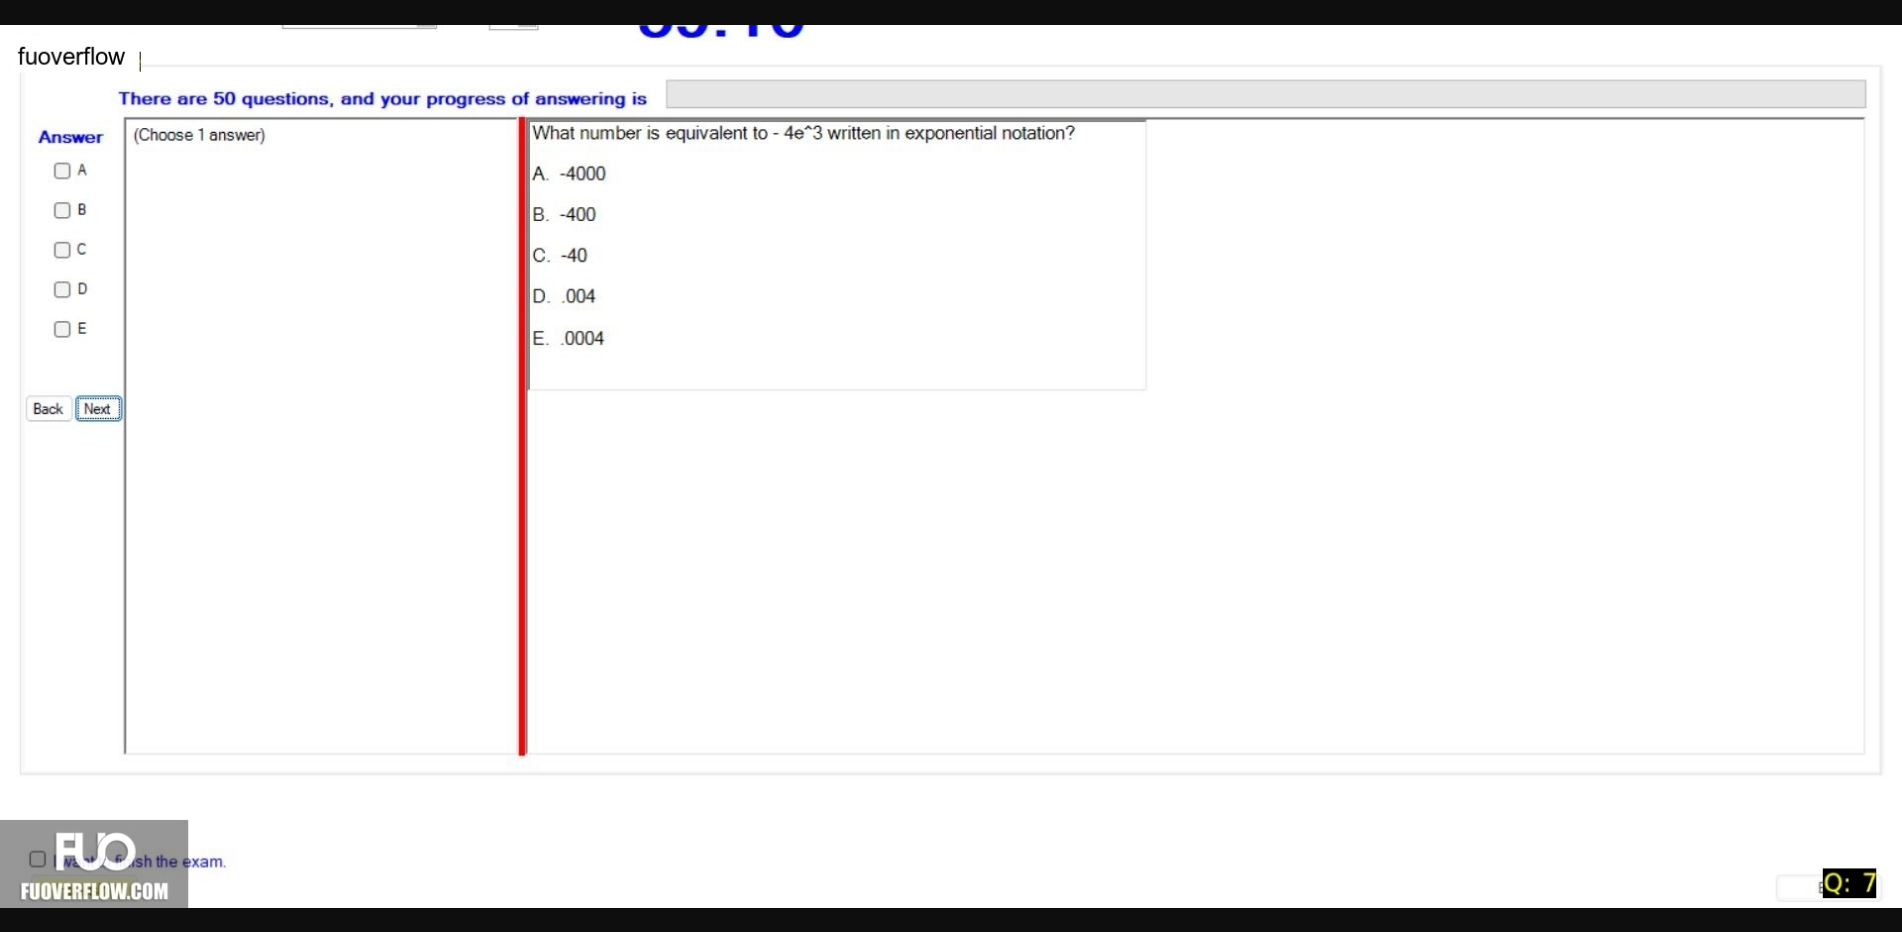 fuoverflow
There are 50 questions, and your progress of answering is
Answer
(Choose 1 answer)
What number is equivalent to - 4e^3 written in exponential notation?
A
A. -4000
B
B. -400
C
C. -40
D
D. .004
E
E. .0004
Back Next
FUO
I want finish the exam.
FUOVERFLOW.COM
Q: 7